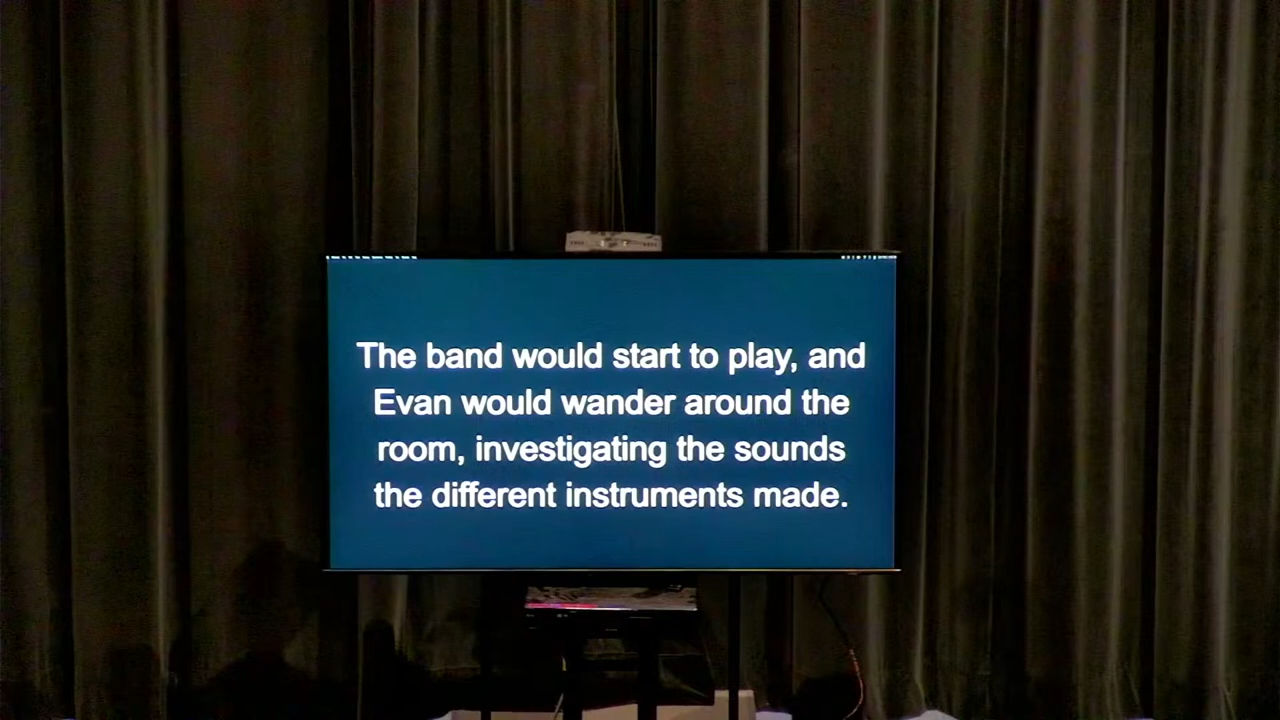 The band would start to play, and
Evan would wander around the
room, investigating the sounds
the different instruments made.